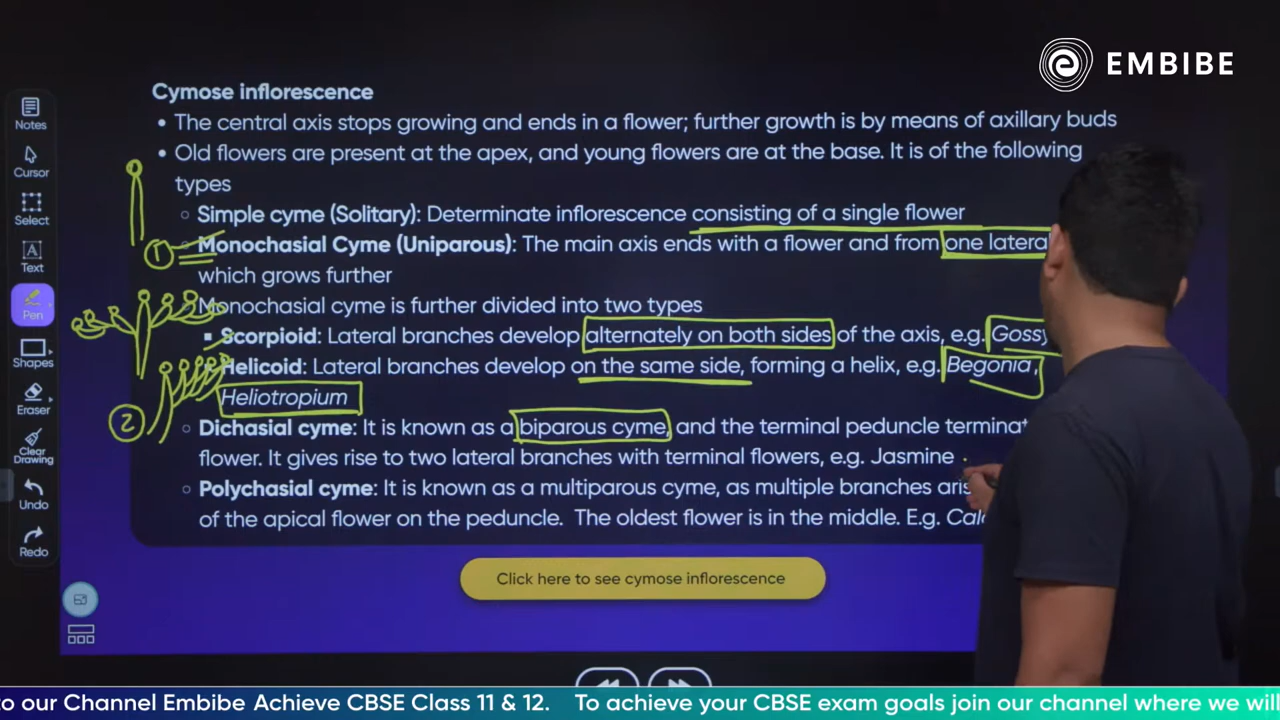 EMBIBE
Cymose inflorescence
• The central axis stops growing and ends in a flower; further growth is by means of axillary buds
• Old flowers are present at the apex, and young flowers are at the base. It is of the following
types
Simple cyme (Solitary): Determinate inflorescence consisting of a single flower
1
Monochasial Cyme (Uniparous): The main axis ends with a flower and from one latera
which grows further
Monochasial cyme is further divided into two types
Scorpioid: Lateral branches develop alternately on both sides of the axis, e.g. Gossy
Helicoid: Lateral branches develop on the same side, forming a helix, e.g. Begonia,
Heliotropium
2
Dichasial cyme: It is known as a biparous cyme, and the terminal peduncle terminat
flower. It gives rise to two lateral branches with terminal flowers, e.g. Jasmine
Polychasial cyme: It is known as a multiparous cyme, as multiple branches aris
of the apical flower on the peduncle. The oldest flower is in the middle. E.g. Cal
Click here to see cymose inflorescence
Notes
Cursor
Select
Text
Pen
Shapes
Eraser
Clear
Drawing
Undo
Redo
to our Channel Embibe Achieve CBSE Class 11 & 12. To achieve your CBSE exam goals join our channel where we will